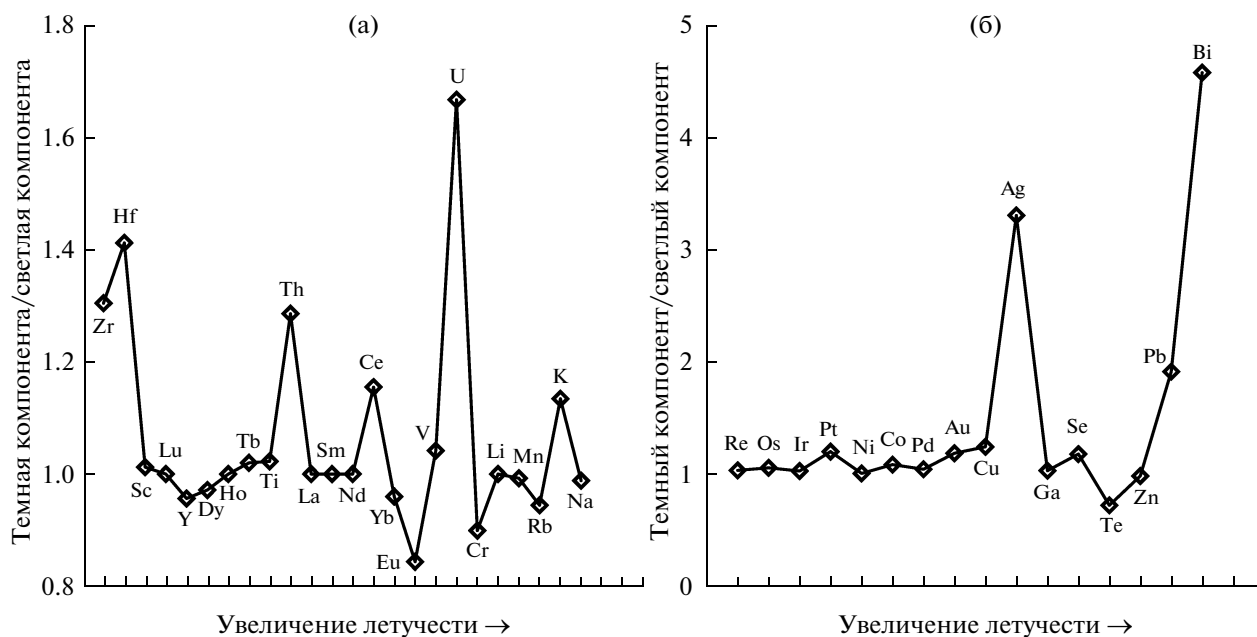 (а)
Темная компонента/светлая компонента
1.8
1.6
1.4
1.2
1.0
0.8
Zr
Hf
Sc
Lu
Y
Dy
Ho
Tb
Ti
Th
La
Sm
Nd
Ce
Yb
Eu
V
U
Cr
Li
Mn
Rb
K
Na
Увеличение летучести →
(б)
Темный компонент/светлый компонент
5
4
3
2
1
0
Re
Os
Ir
Pt
Ni
Co
Pd
Au
Cu
Ag
Ga
Se
Te
Zn
Pb
Bi
Увеличение летучести →